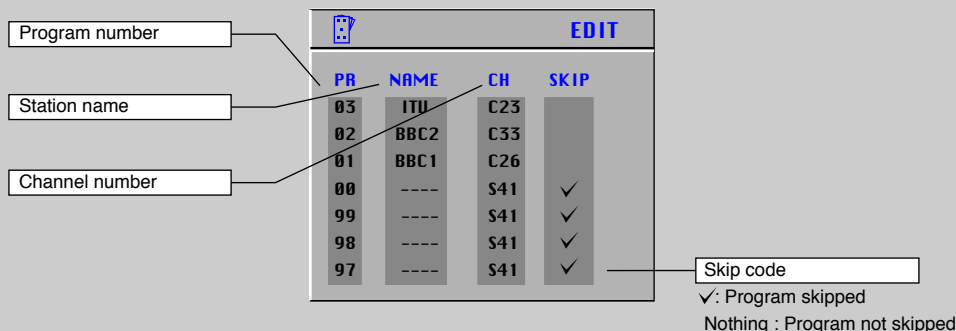 Program number
EDIT
PR NAME CH SKIP
03 ITV C23
Station name
02 BBC2 C33
01 BBC1 C26
Channel number
00 ---- S41 ✓
99 ---- S41 ✓
98 ---- S41 ✓
97 ---- S41 ✓
Skip code
✓: Program skipped
Nothing : Program not skipped